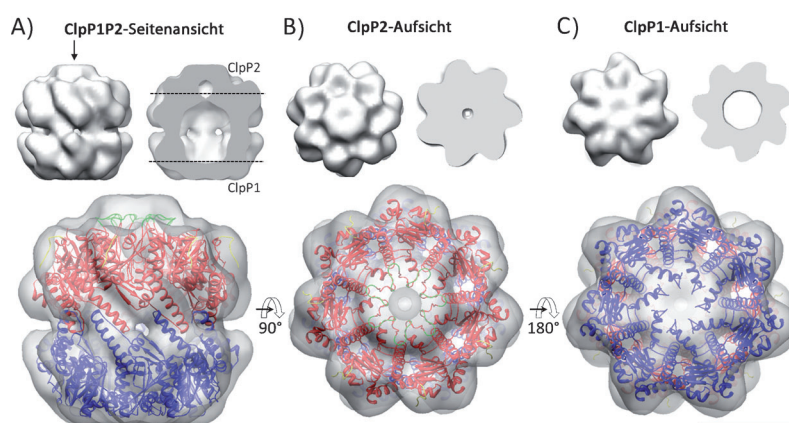 A)
ClpP1P2-Seitenansicht
B)
ClpP2-Aufsicht
C)
ClpP1-Aufsicht
ClpP2
ClpP1
90°
180°